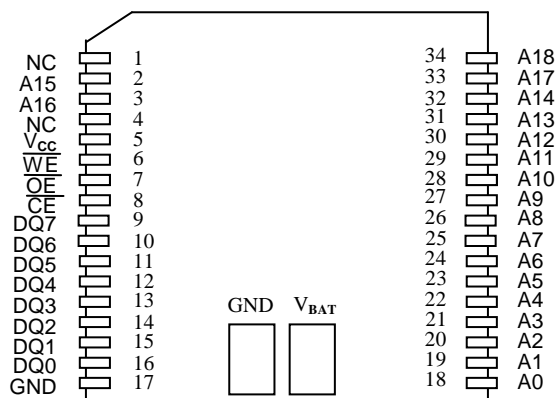 NC 1 34 A18
A15 2 33 A17
A16 3 32 A14
NC 4 31 A13
Vcc 5 30 A12
WE 6 29 A11
OE 7 28 A10
CE 8 27 A9
DQ7 9 26 A8
DQ6 10 25 A7
DQ5 11 24 A6
DQ4 12 23 A5
DQ3 13 22 A4
DQ2 14 21 A3
DQ1 15 20 A2
DQ0 16 19 A1
GND 17 18 A0
GND VBAT